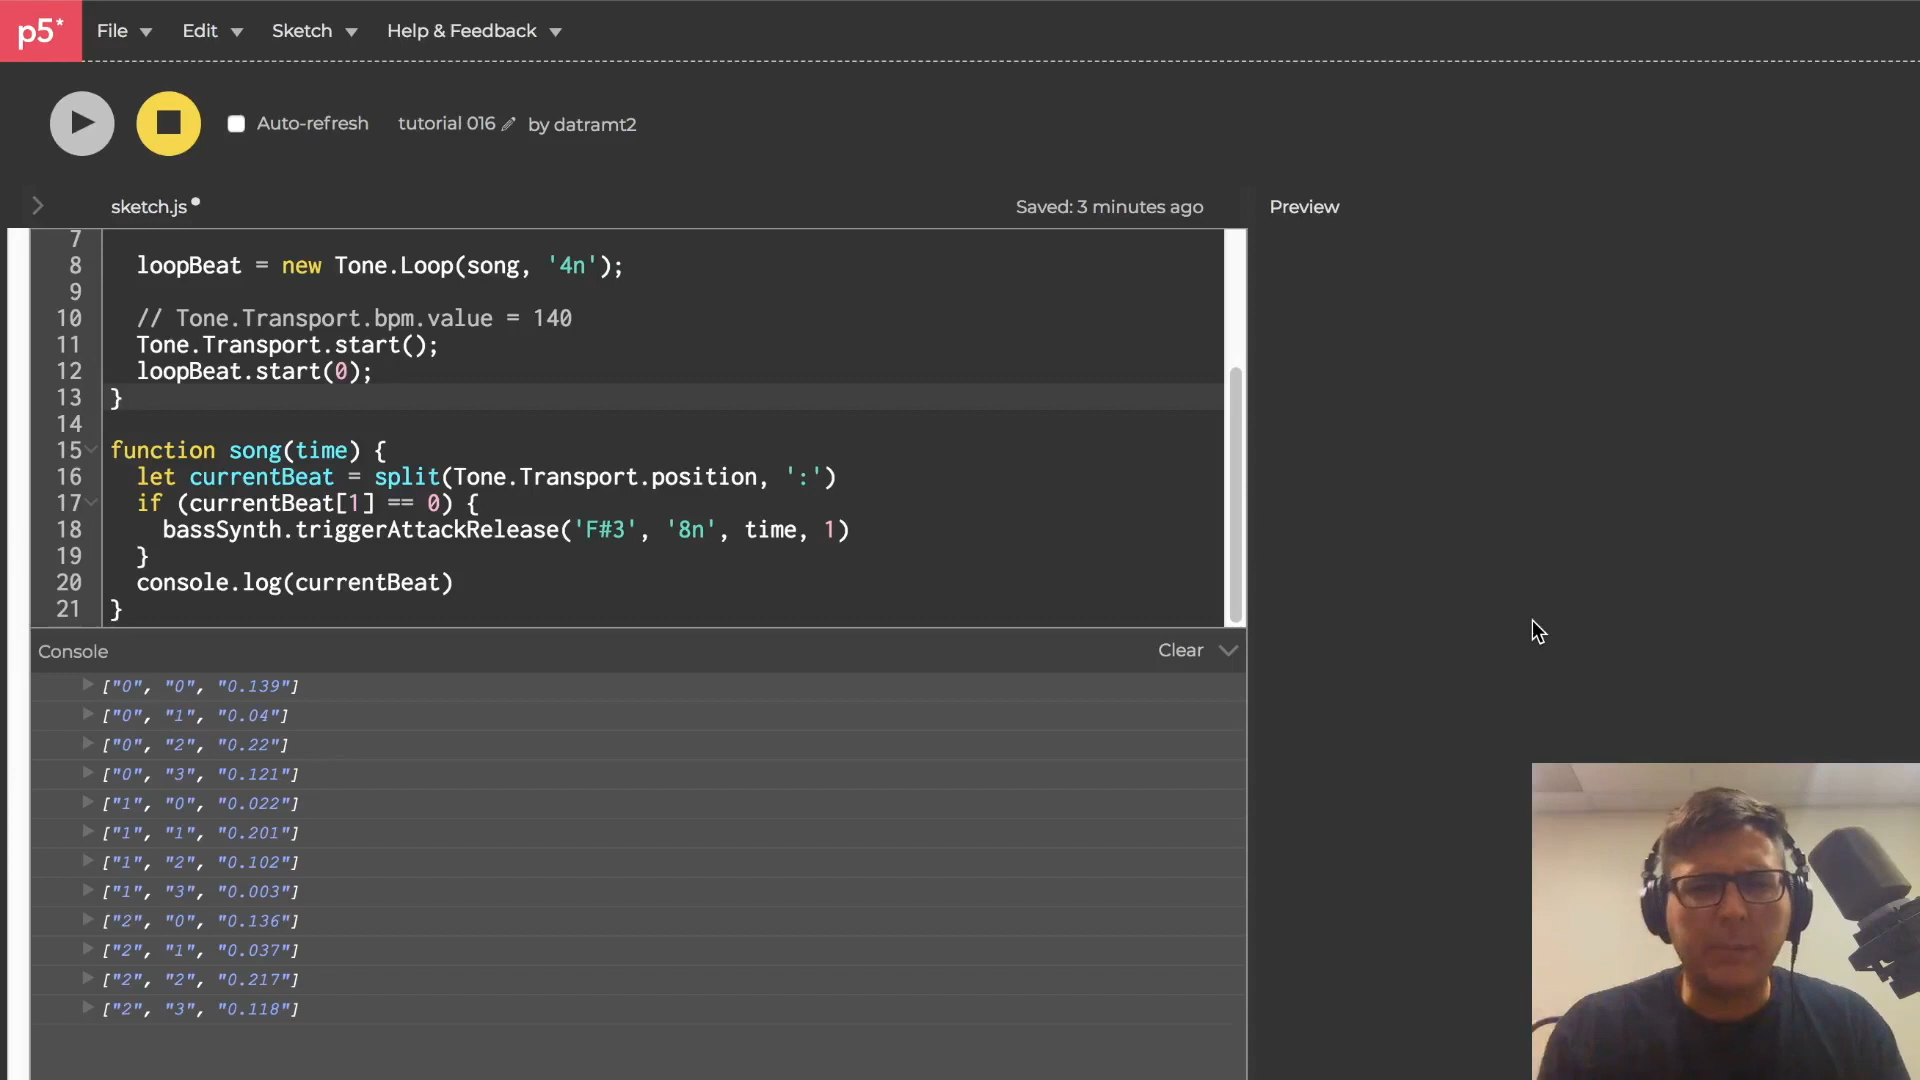 p5*
File
Edit
Sketch
Help & Feedback
Auto-refresh
tutorial 016
by datramt2
sketch.js
Saved: 3 minutes ago
Preview
7
8 loopBeat = new Tone.Loop(song, '4n');
9
10 // Tone.Transport.bpm.value = 140
11 Tone.Transport.start();
12 loopBeat.start(0);
13 }
14
15 function song(time) {
16 let currentBeat = split(Tone.Transport.position, ':')
17 if (currentBeat[1] == 0) {
18 bassSynth.triggerAttackRelease('F#3', '8n', time, 1)
19 }
20 console.log(currentBeat)
21 }
Console
Clear
["0", "0", "0.139"]
["0", "1", "0.04"]
["0", "2", "0.22"]
["0", "3", "0.121"]
["1", "0", "0.022"]
["1", "1", "0.201"]
["1", "2", "0.102"]
["1", "3", "0.003"]
["2", "0", "0.136"]
["2", "1", "0.037"]
["2", "2", "0.217"]
["2", "3", "0.118"]